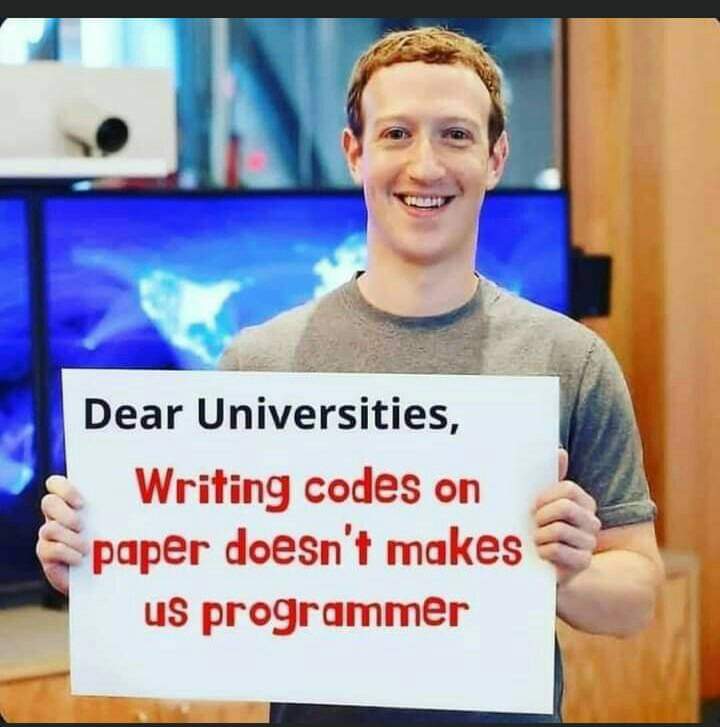 Dear Universities,
Writing codes on
paper doesn't makes
us programmer